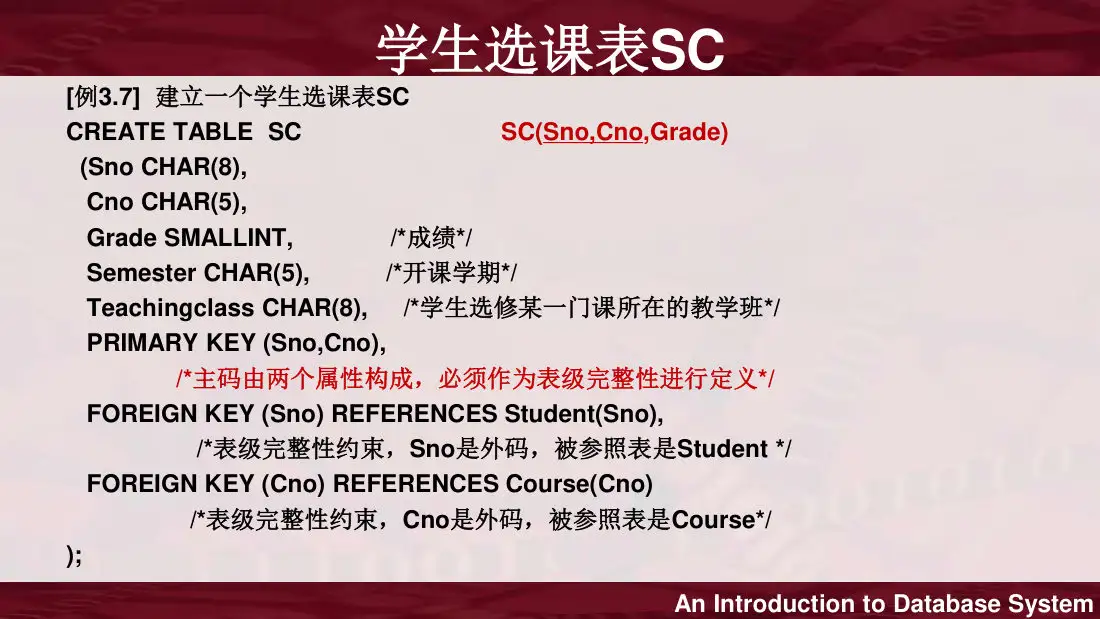 学生选课表SC
[例3.7] 建立一个学生选课表SC
CREATE TABLE SC SC(Sno,Cno,Grade)
(Sno CHAR(8),
Cno CHAR(5),
Grade SMALLINT, /*成绩*/
Semester CHAR(5), /*开课学期*/
Teachingclass CHAR(8), /*学生选修某一门课所在的教学班*/
PRIMARY KEY (Sno,Cno),
/*主码由两个属性构成，必须作为表级完整性进行定义*/
FOREIGN KEY (Sno) REFERENCES Student(Sno),
/*表级完整性约束，Sno是外码，被参照表是Student */
FOREIGN KEY (Cno) REFERENCES Course(Cno)
/*表级完整性约束，Cno是外码，被参照表是Course*/
);
An Introduction to Database System